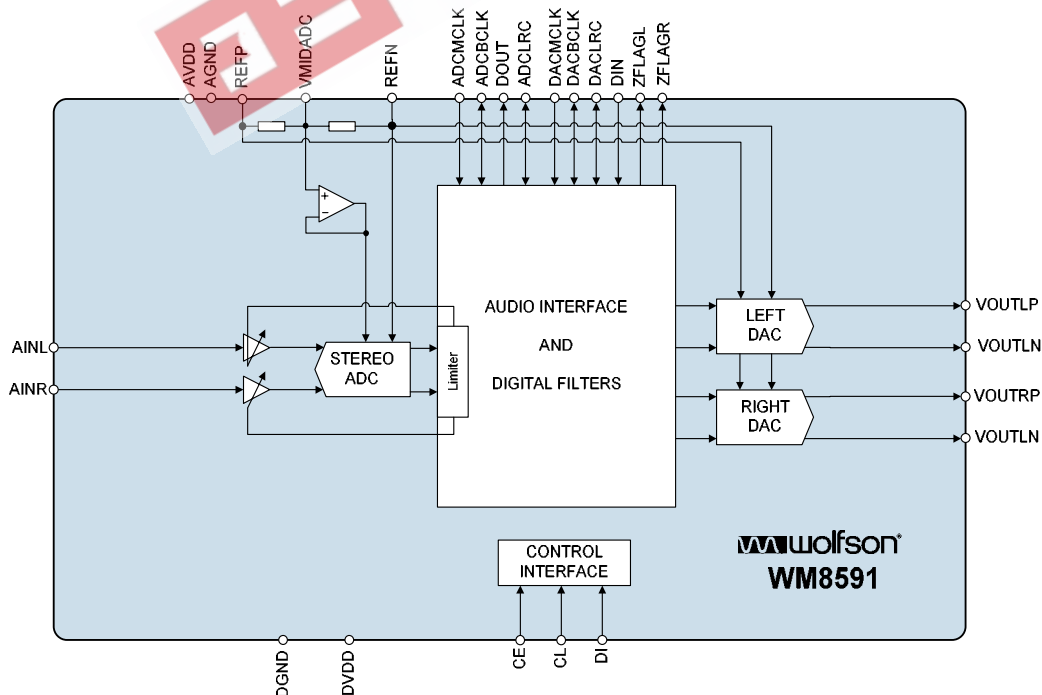 AVDD
AGND
REFP
VMIDADC
REFN
ADCMCLK
ADCBCLK
DOUT
ADCLRC
DACMCLK
DACBCLK
DACLRC
DIN
ZFLAGL
ZFLAGR
+
−
AUDIO INTERFACE
AND
DIGITAL FILTERS
LEFT
DAC
RIGHT
DAC
VOUTLP
VOUTLN
VOUTRP
VOUTLN
AINL
AINR
STEREO
ADC
Limiter
CONTROL
INTERFACE
wolfson
WM8591
DGND
DVDD
CE
CL
DI